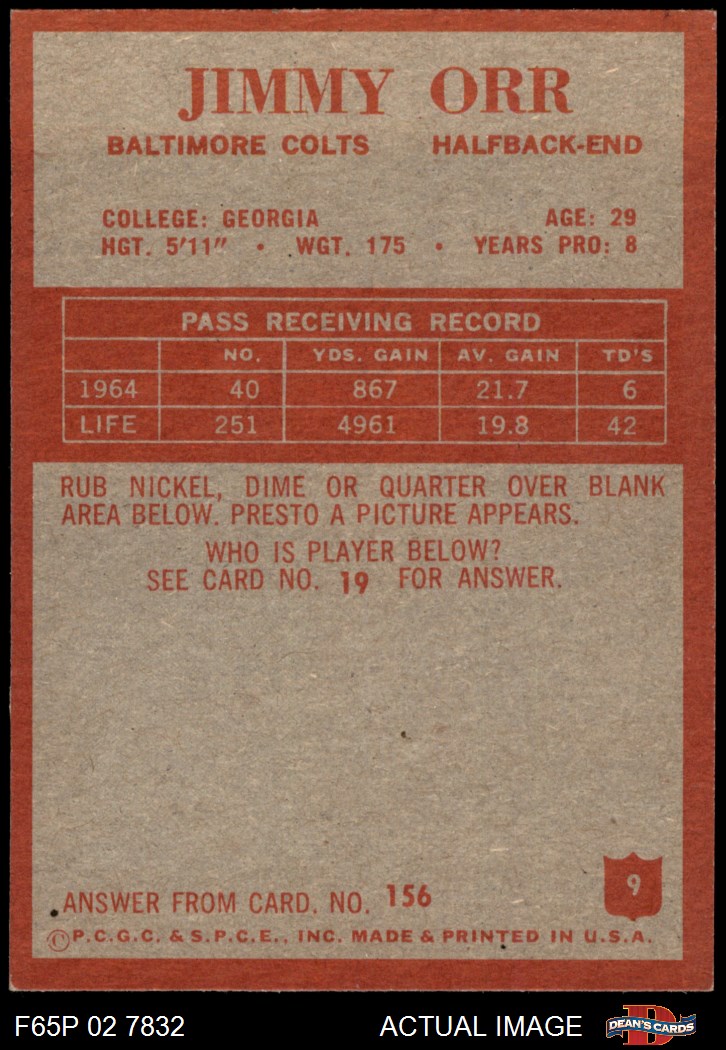 JIMMY ORR
BALTIMORE COLTS HALFBACK-END
COLLEGE: GEORGIA AGE: 29
HGT. 5'11" • WGT. 175 • YEARS PRO: 8
PASS RECEIVING RECORD
NO. YDS. GAIN AV. GAIN TD'S
1964 40 867 21.7 6
LIFE 251 4961 19.8 42
RUB NICKEL, DIME OR QUARTER OVER BLANK
AREA BELOW. PRESTO A PICTURE APPEARS.
WHO IS PLAYER BELOW?
SEE CARD NO. 19 FOR ANSWER.
9
ANSWER FROM CARD. NO. 156
© P.C.G.C. & S.P.C.E., INC. MADE & PRINTED IN U.S.A.
F65P 02 7832 ACTUAL IMAGE D DEAN'S CARDS